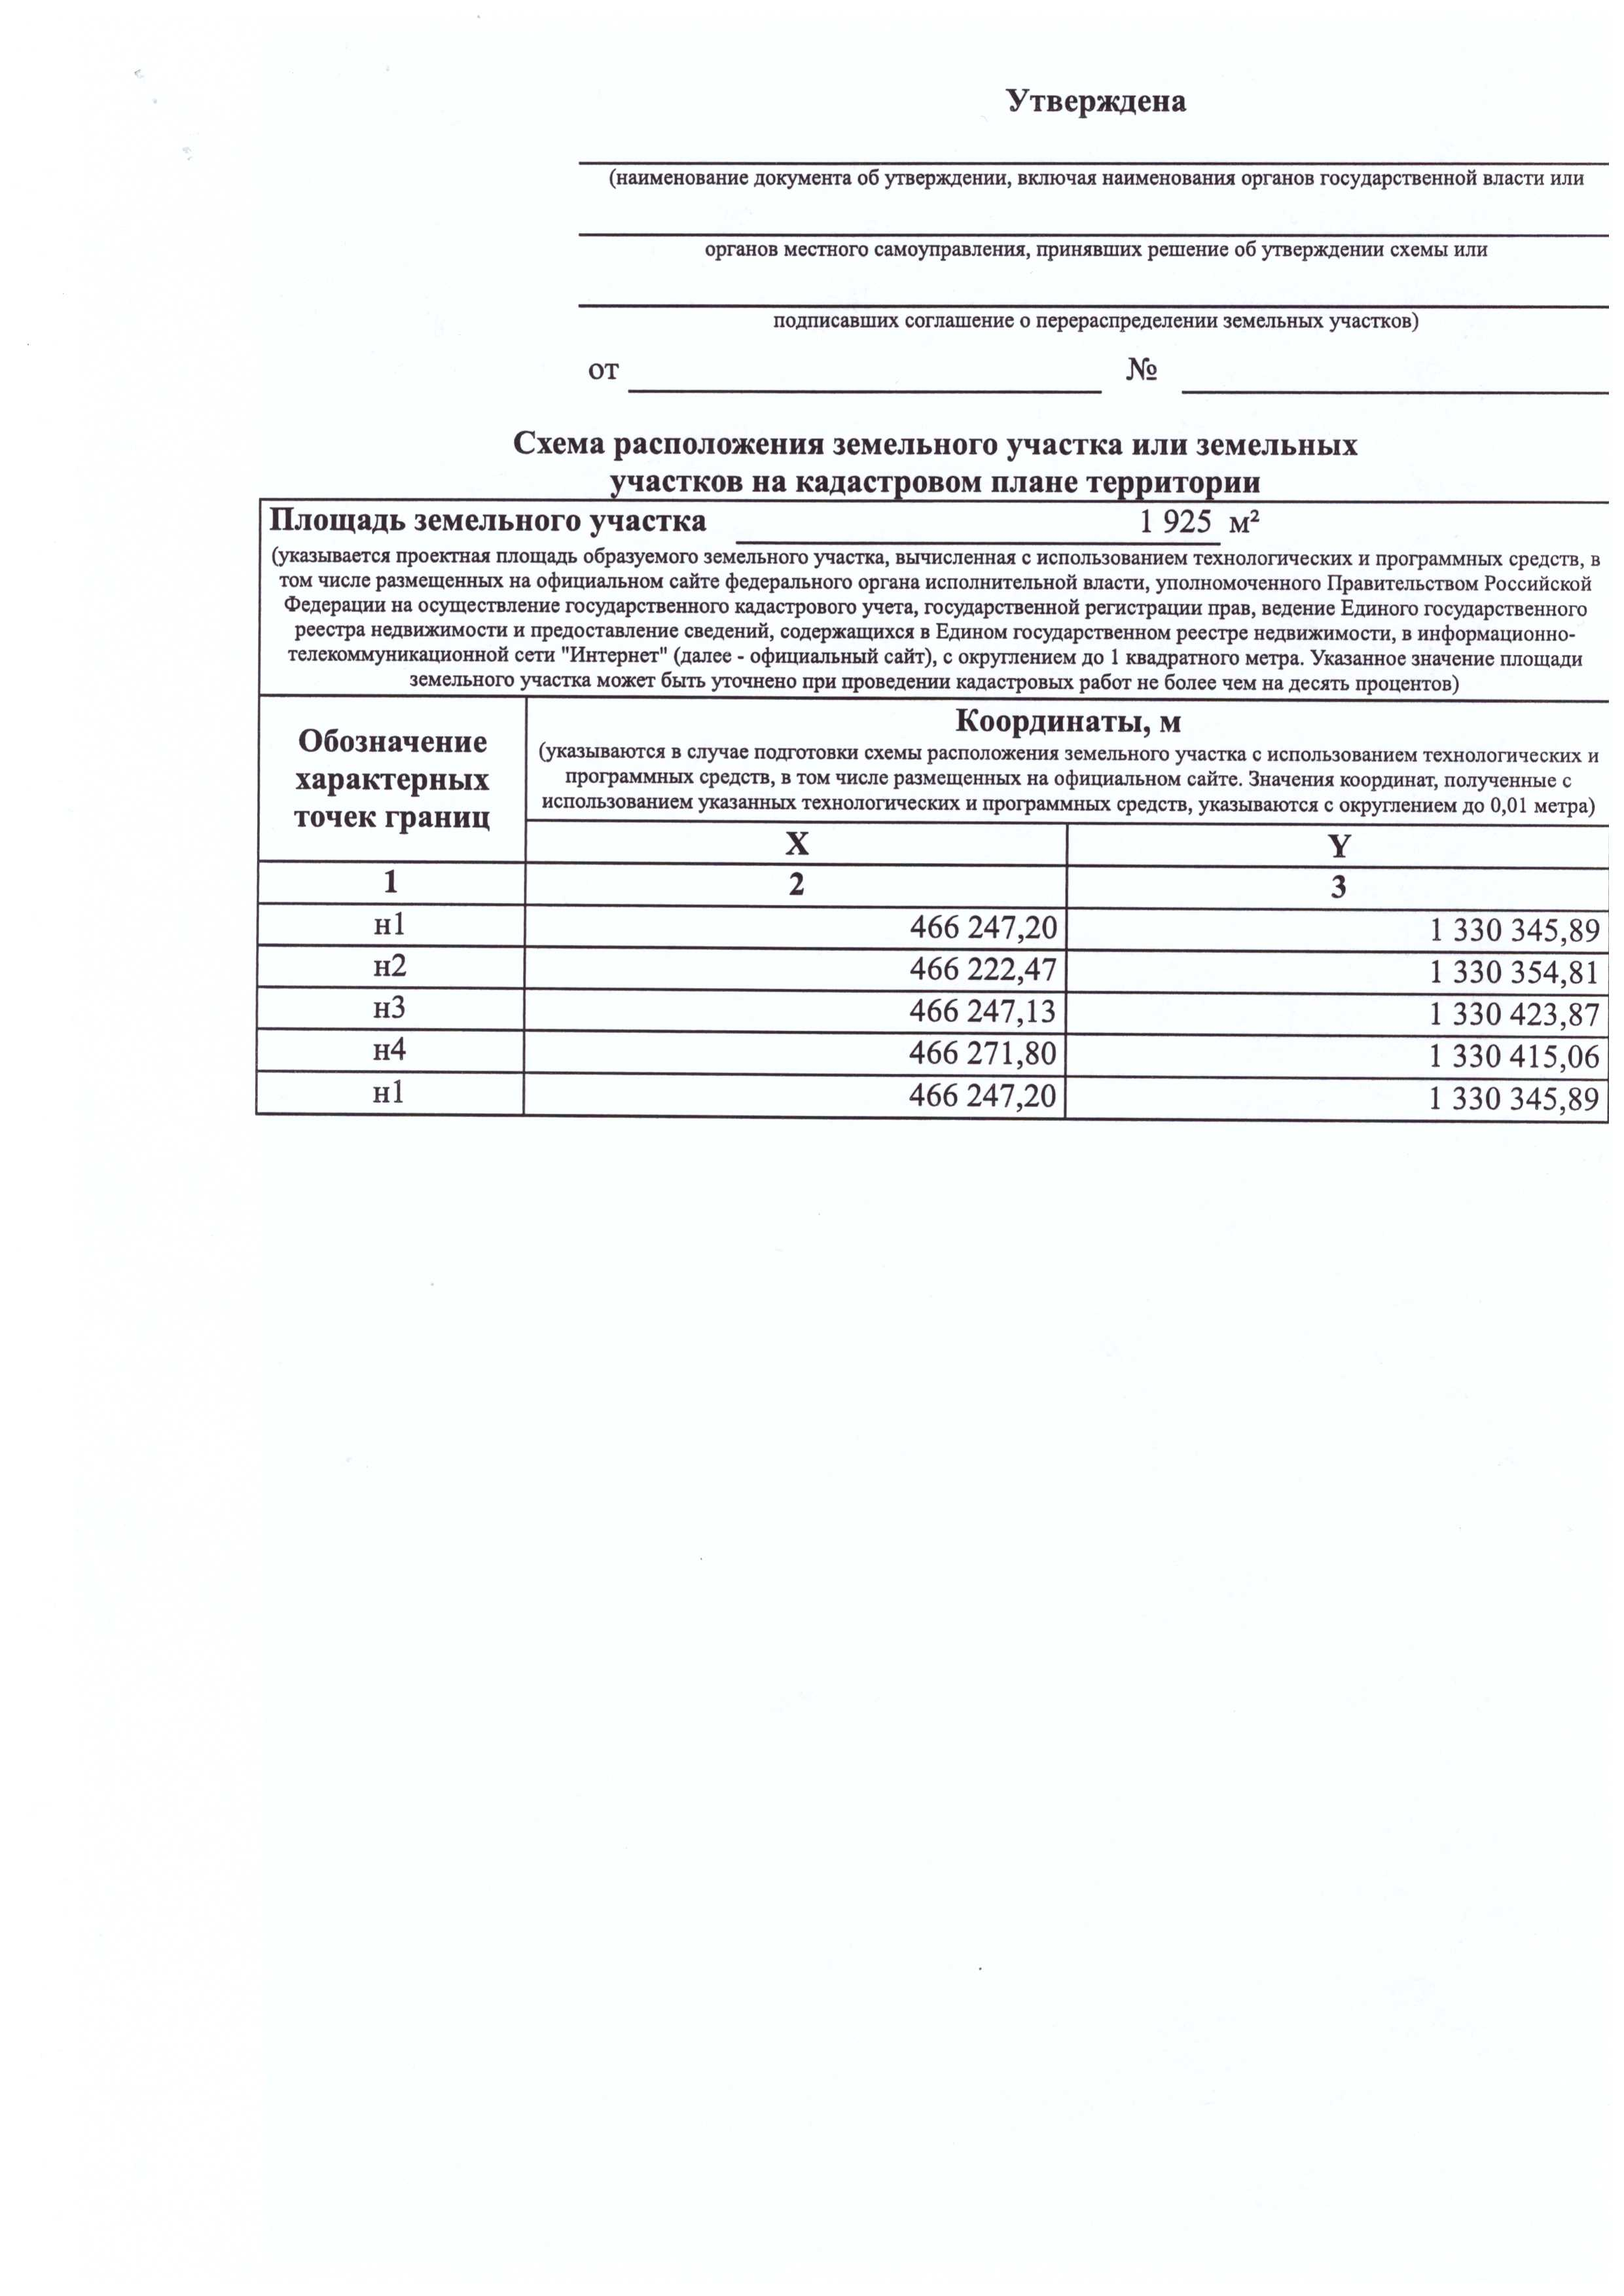 Утверждена
(наименование документа об утверждении, включая наименования органов государственной власти или
органов местного самоуправления, принявших решение об утверждении схемы или
подписавших соглашение о перераспределении земельных участков)
от №
Схема расположения земельного участка или земельных
участков на кадастровом плане территории
Площадь земельного участка 1 925 м²
(указывается проектная площадь образуемого земельного участка, вычисленная с использованием технологических и программных средств, в
том числе размещенных на официальном сайте федерального органа исполнительной власти, уполномоченного Правительством Российской
Федерации на осуществление государственного кадастрового учета, государственной регистрации прав, ведение Единого государственного
реестра недвижимости и предоставление сведений, содержащихся в Едином государственном реестре недвижимости, в информационно-
телекоммуникационной сети "Интернет" (далее - официальный сайт), с округлением до 1 квадратного метра. Указанное значение площади
земельного участка может быть уточнено при проведении кадастровых работ не более чем на десять процентов)
Обозначение
характерных
точек границ
Координаты, м
(указываются в случае подготовки схемы расположения земельного участка с использованием технологических и
программных средств, в том числе размещенных на официальном сайте. Значения координат, полученные с
использованием указанных технологических и программных средств, указываются с округлением до 0,01 метра)
X Y
1 2 3
н1 466 247,20 1 330 345,89
н2 466 222,47 1 330 354,81
н3 466 247,13 1 330 423,87
н4 466 271,80 1 330 415,06
н1 466 247,20 1 330 345,89